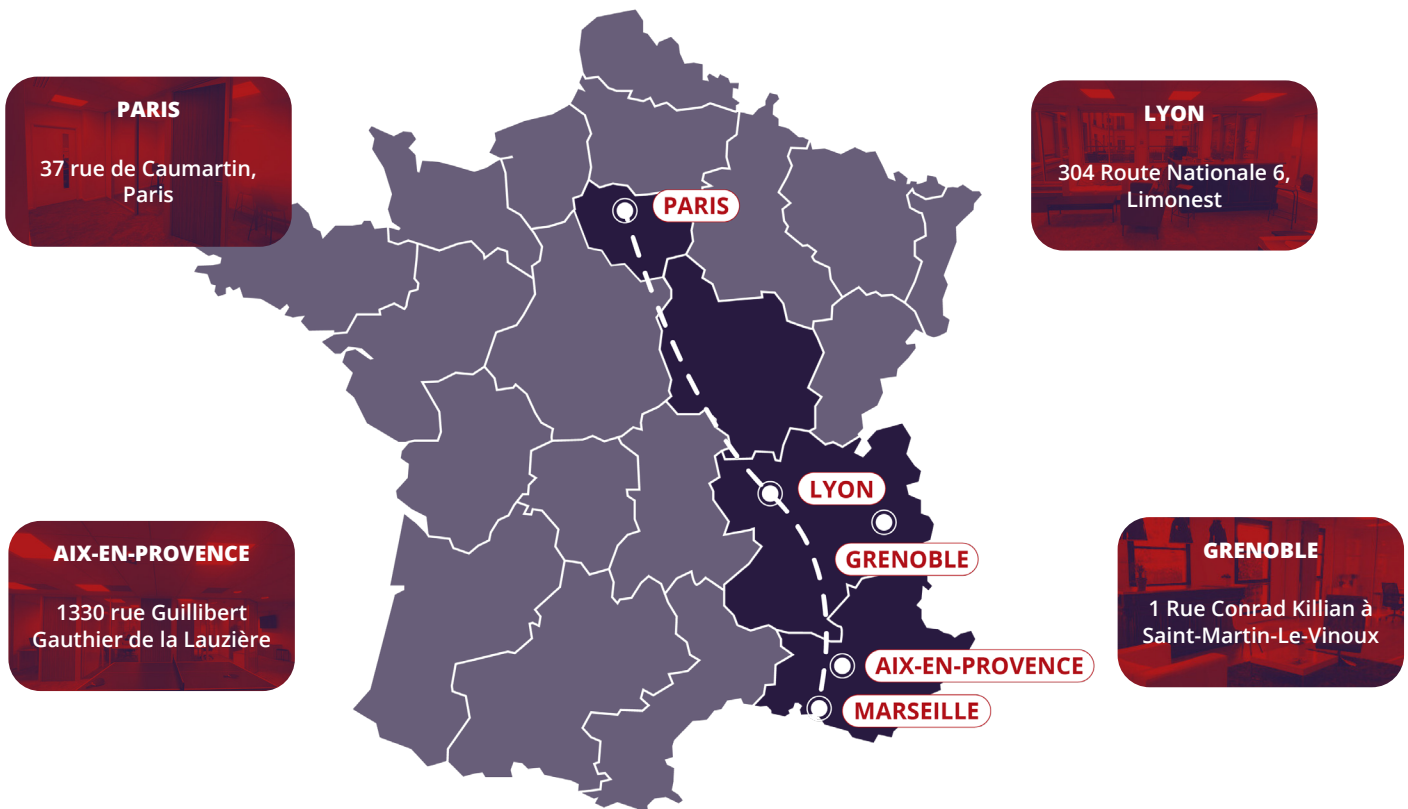 PARIS
37 rue de Caumartin,
Paris
LYON
304 Route Nationale 6,
Limonest
PARIS
LYON
GRENOBLE
AIX-EN-PROVENCE
MARSEILLE
AIX-EN-PROVENCE
1330 rue Guillibert
Gauthier de la Lauzière
GRENOBLE
1 Rue Conrad Killian à
Saint-Martin-Le-Vinoux